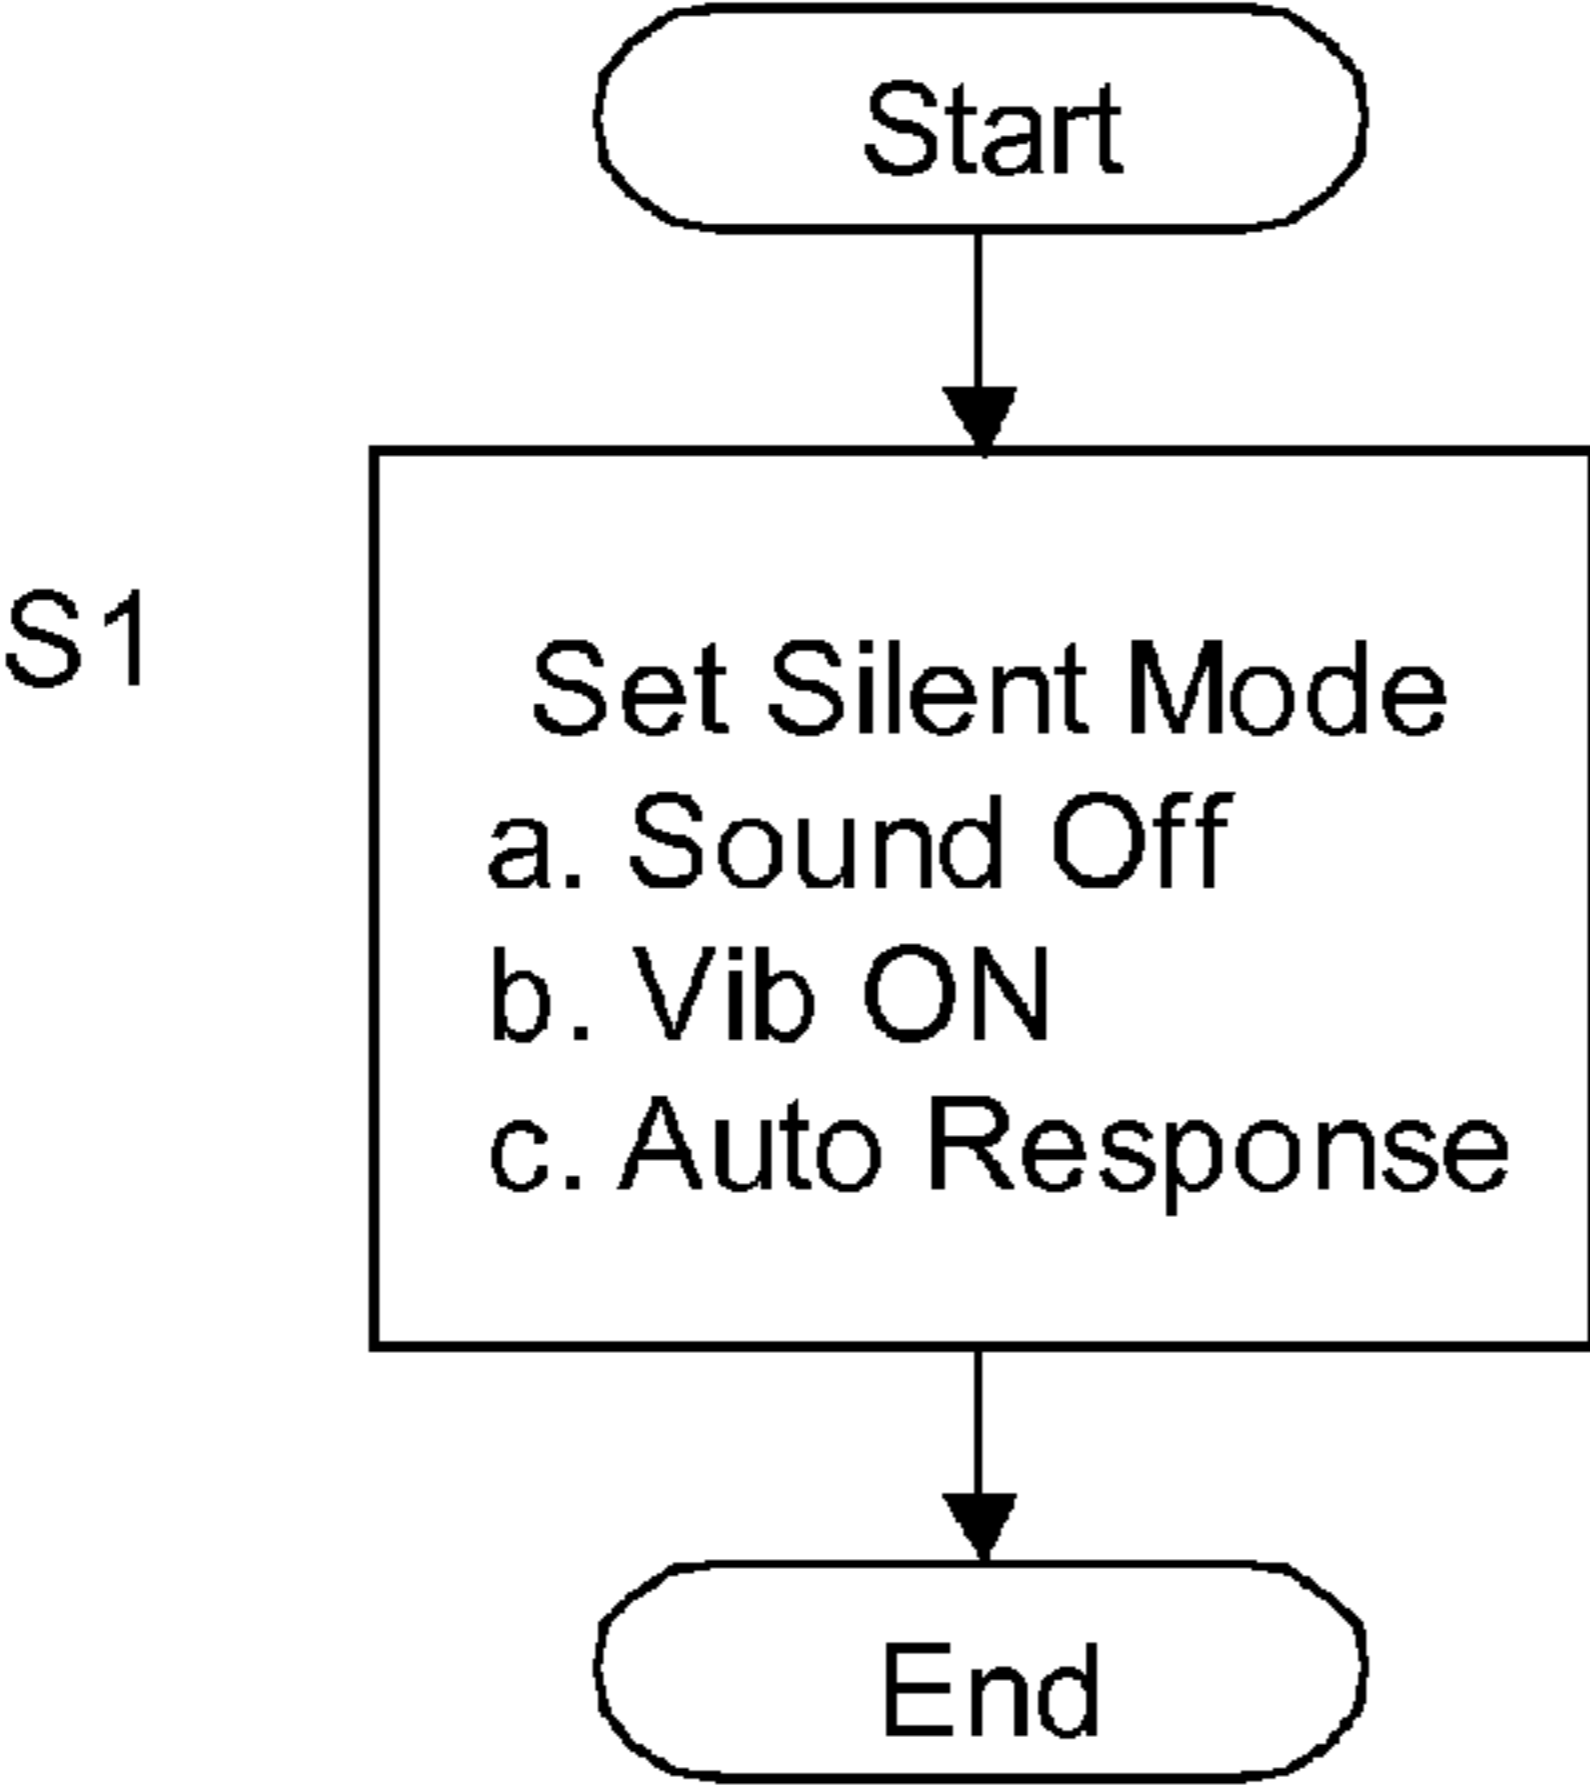 Start
S1
Set Silent Mode
a. Sound Off
b. Vib ON
c. Auto Response
End